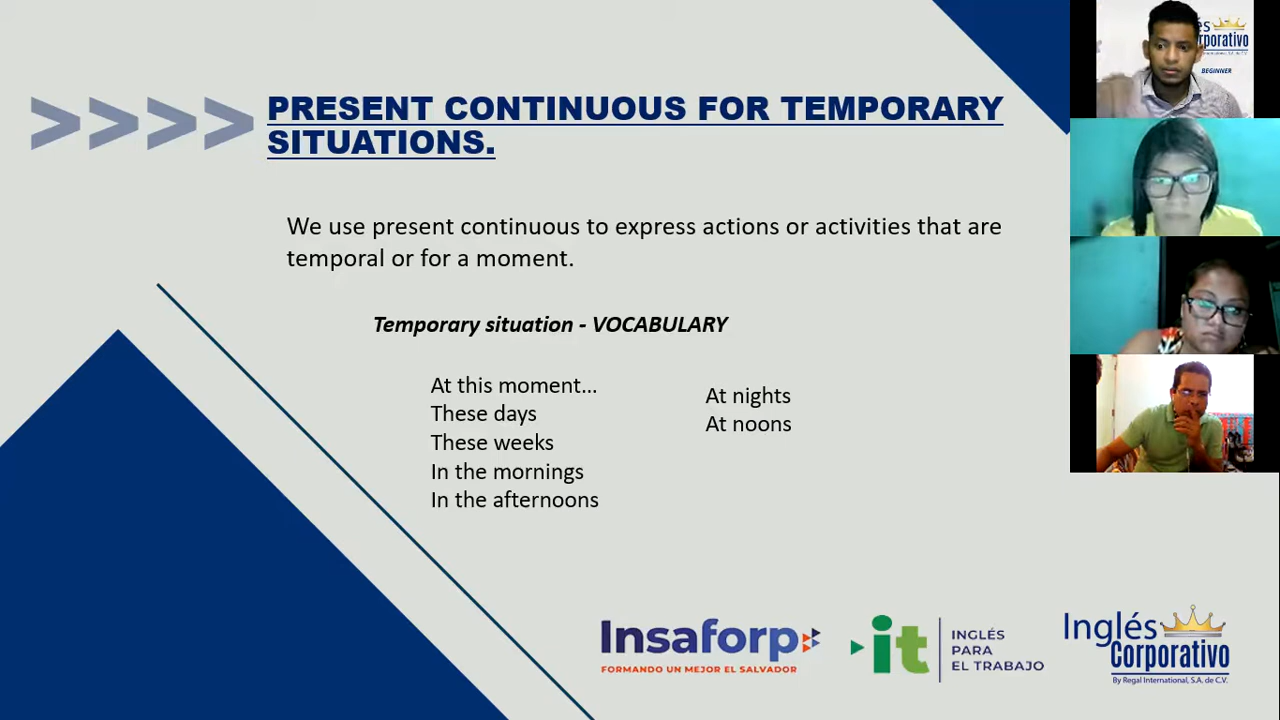 PRESENT CONTINUOUS FOR TEMPORARY
SITUATIONS.
We use present continuous to express actions or activities that are
temporal or for a moment.
Temporary situation - VOCABULARY
At this moment...
These days
These weeks
In the mornings
In the afternoons
At nights
At noons
Insaforp
FORMANDO UN MEJOR EL SALVADOR
it
INGLÉS
PARA
EL TRABAJO
Inglés
Corporativo
By Regal International, S.A. de C.V.
és
rporativo
BEGINNER